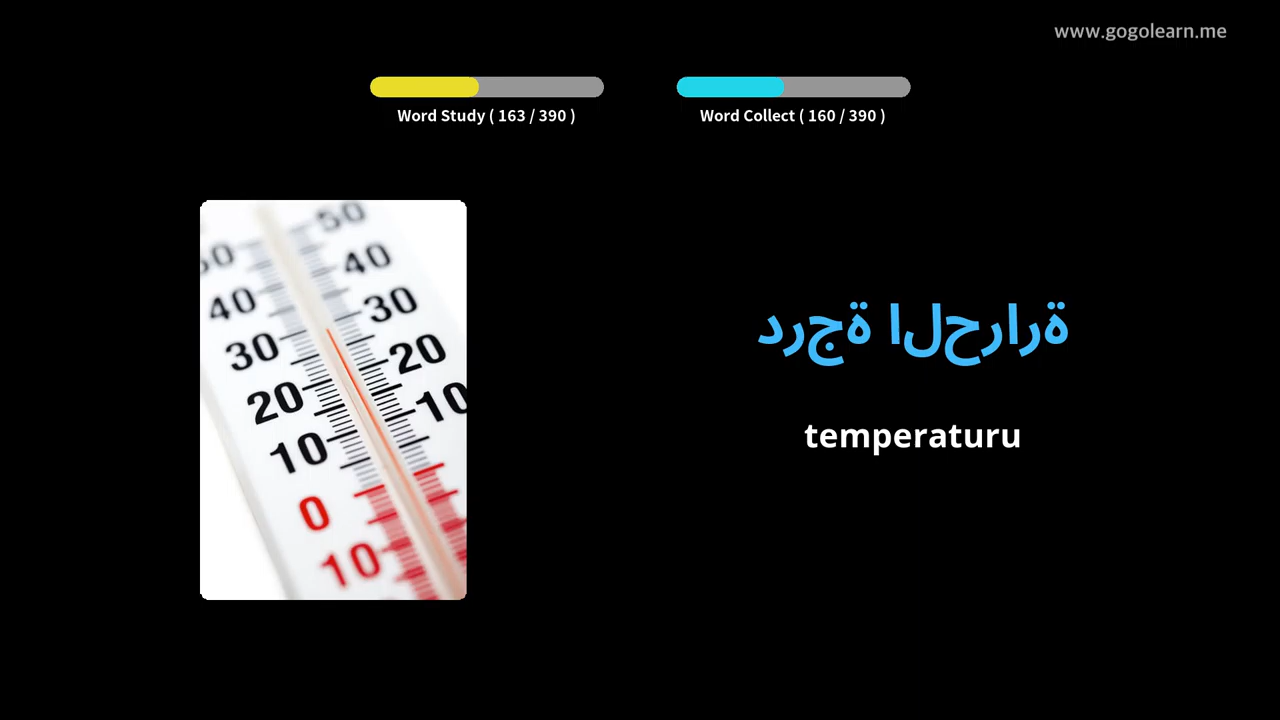 www.gogolearn.me
Word Study ( 163 / 390 )
Word Collect ( 160 / 390 )
50
50
40
40
30
30
20
20
10
10
0
10
درجة الحرارة
temperaturu